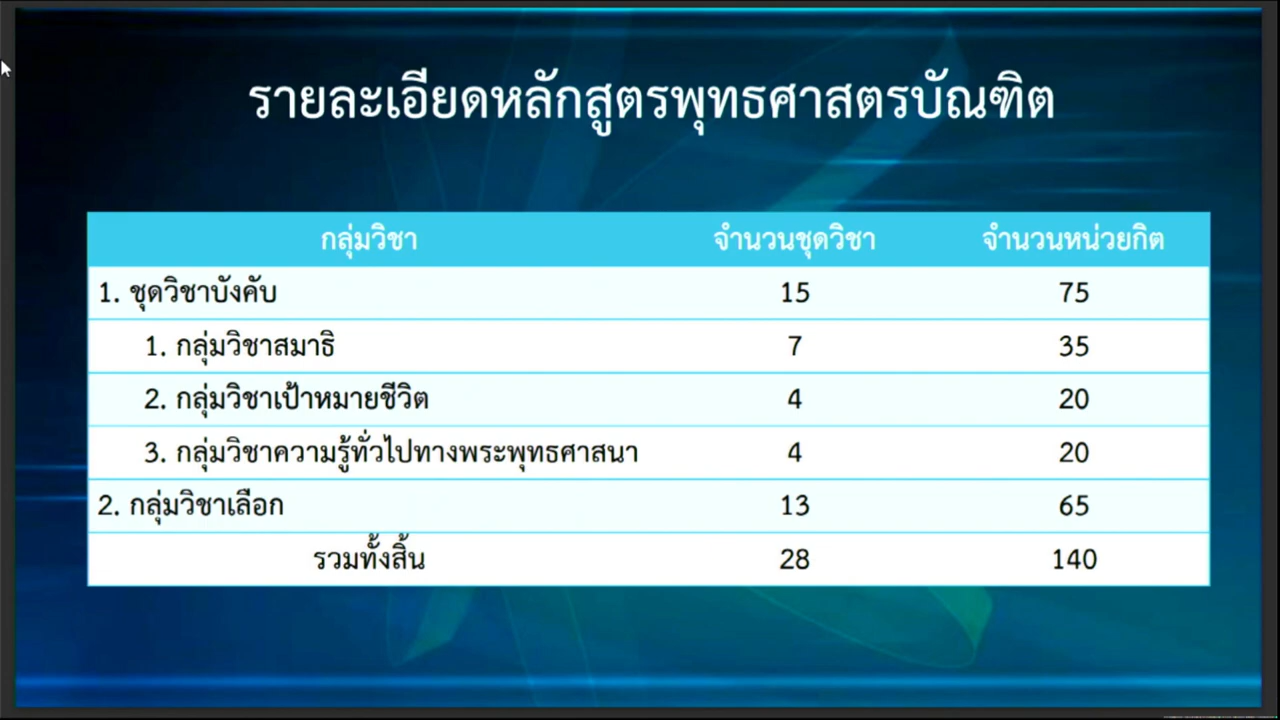 รายละเอียดหลักสูตรพุทธศาสตรบัณฑิต
กลุ่มวิชา จำนวนชุดวิชา จำนวนหน่วยกิต
1. ชุดวิชาบังคับ 15 75
1. กลุ่มวิชาสมาธิ 7 35
2. กลุ่มวิชาเป้าหมายชีวิต 4 20
3. กลุ่มวิชาความรู้ทั่วไปทางพระพุทธศาสนา 4 20
2. กลุ่มวิชาเลือก 13 65
รวมทั้งสิ้น 28 140